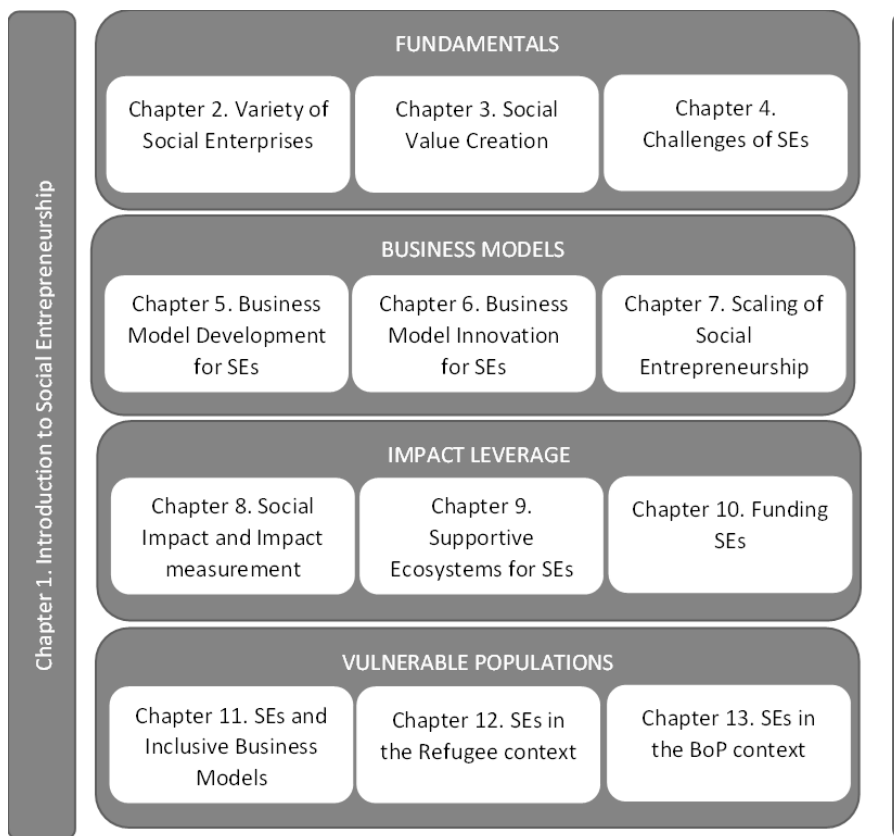 Chapter 1. Introduction to Social Entrepreneurship
FUNDAMENTALS
Chapter 2. Variety of
Social Enterprises
Chapter 3. Social
Value Creation
Chapter 4.
Challenges of SEs
BUSINESS MODELS
Chapter 5. Business
Model Development
for SEs
Chapter 6. Business
Model Innovation
for SEs
Chapter 7. Scaling of
Social
Entrepreneurship
IMPACT LEVERAGE
Chapter 8. Social
Impact and Impact
measurement
Chapter 9.
Supportive
Ecosystems for SEs
Chapter 10. Funding
SEs
VULNERABLE POPULATIONS
Chapter 11. SEs and
Inclusive Business
Models
Chapter 12. SEs in
the Refugee context
Chapter 13. SEs in
the BoP context